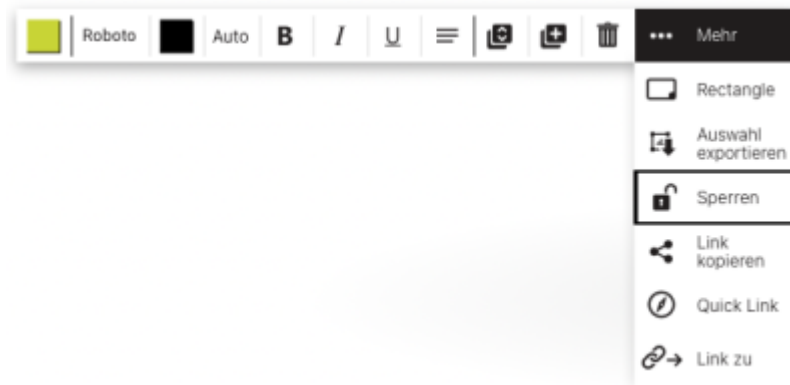 Roboto Auto B I U Mehr
Rectangle
Auswahl
exportieren
Sperren
Link
kopieren
Quick Link
Link zu